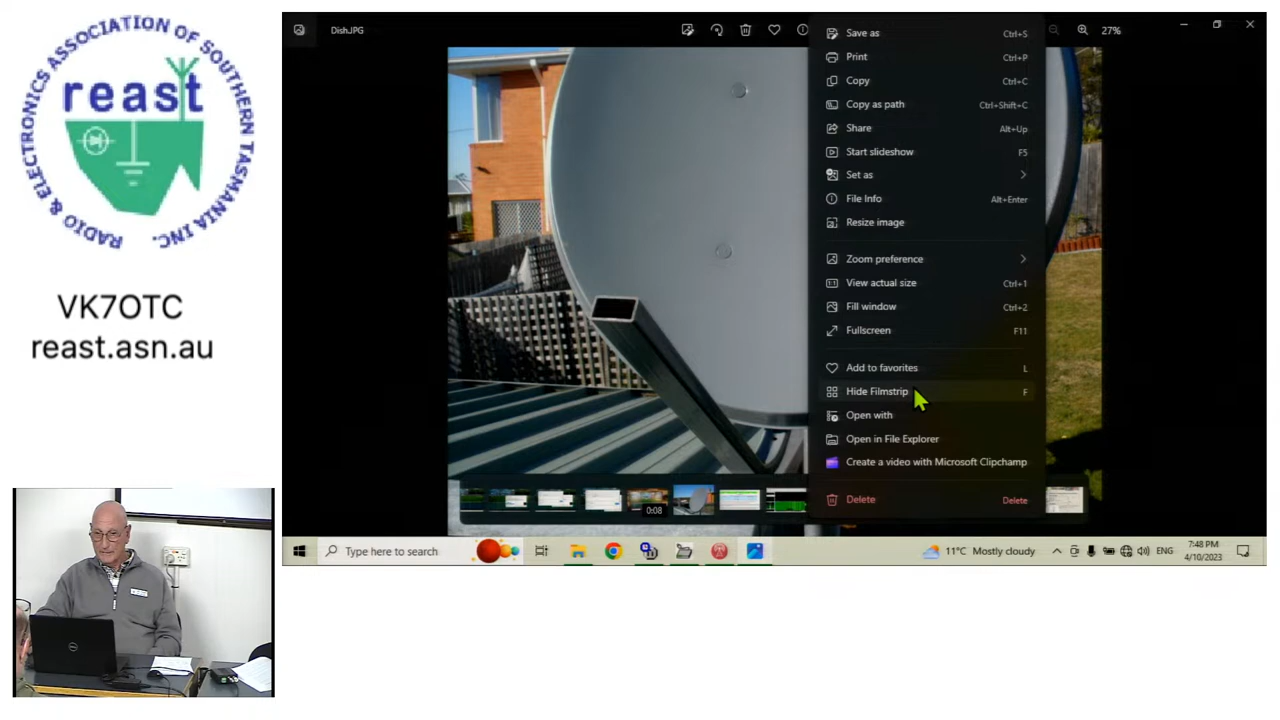 RADIO & ELECTRONICS ASSOCIATION OF SOUTHERN TASMANIA INC.
reast
VK7OTC
reast.asn.au
Dish.JPG
27%
Save as Ctrl+S
Print Ctrl+P
Copy Ctrl+C
Copy as path Ctrl+Shift+C
Share Alt+Up
Start slideshow F5
Set as
File Info Alt+Enter
Resize image
Zoom preference
View actual size Ctrl+1
Fill window Ctrl+2
Fullscreen F11
Add to favorites L
Hide Filmstrip F
Open with
Open in File Explorer
Create a video with Microsoft Clipchamp
Delete Delete
0:08
Type here to search
11°C Mostly cloudy
ENG
7:48 PM
4/10/2023